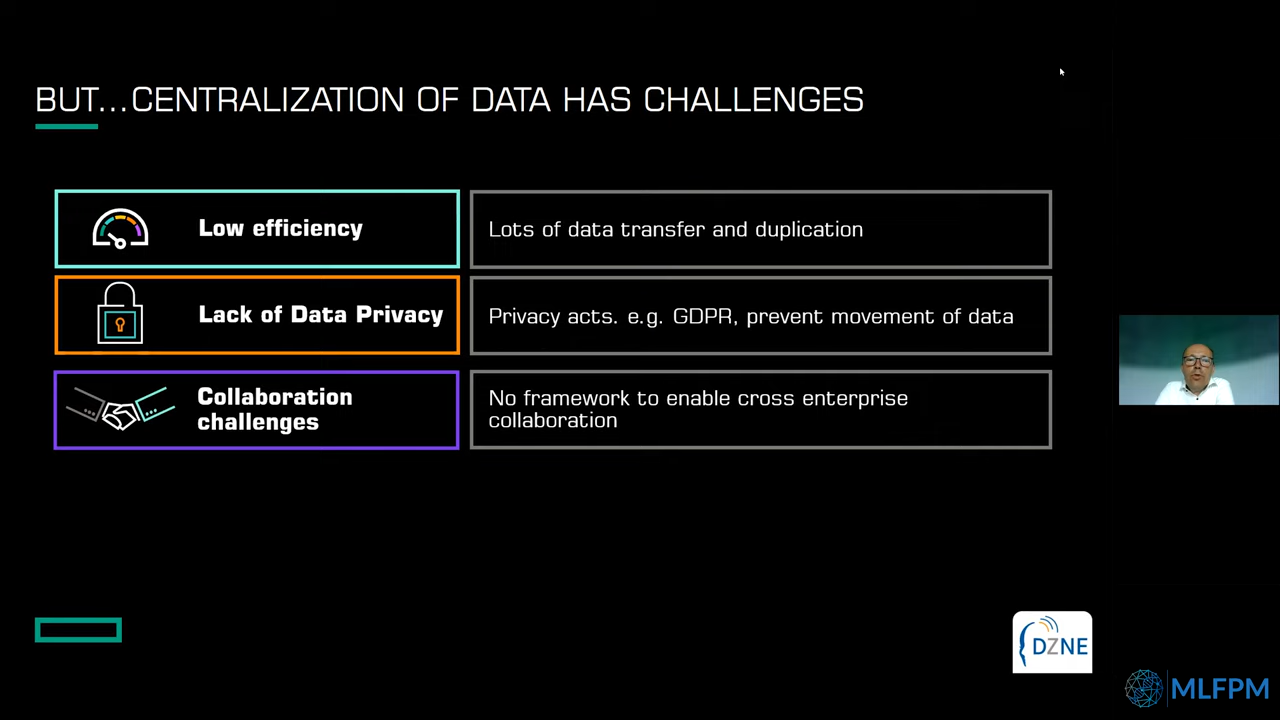 BUT...CENTRALIZATION OF DATA HAS CHALLENGES
Low efficiency
Lots of data transfer and duplication
Lack of Data Privacy
Privacy acts. e.g. GDPR, prevent movement of data
Collaboration
challenges
No framework to enable cross enterprise
collaboration
DZNE
MLFPM